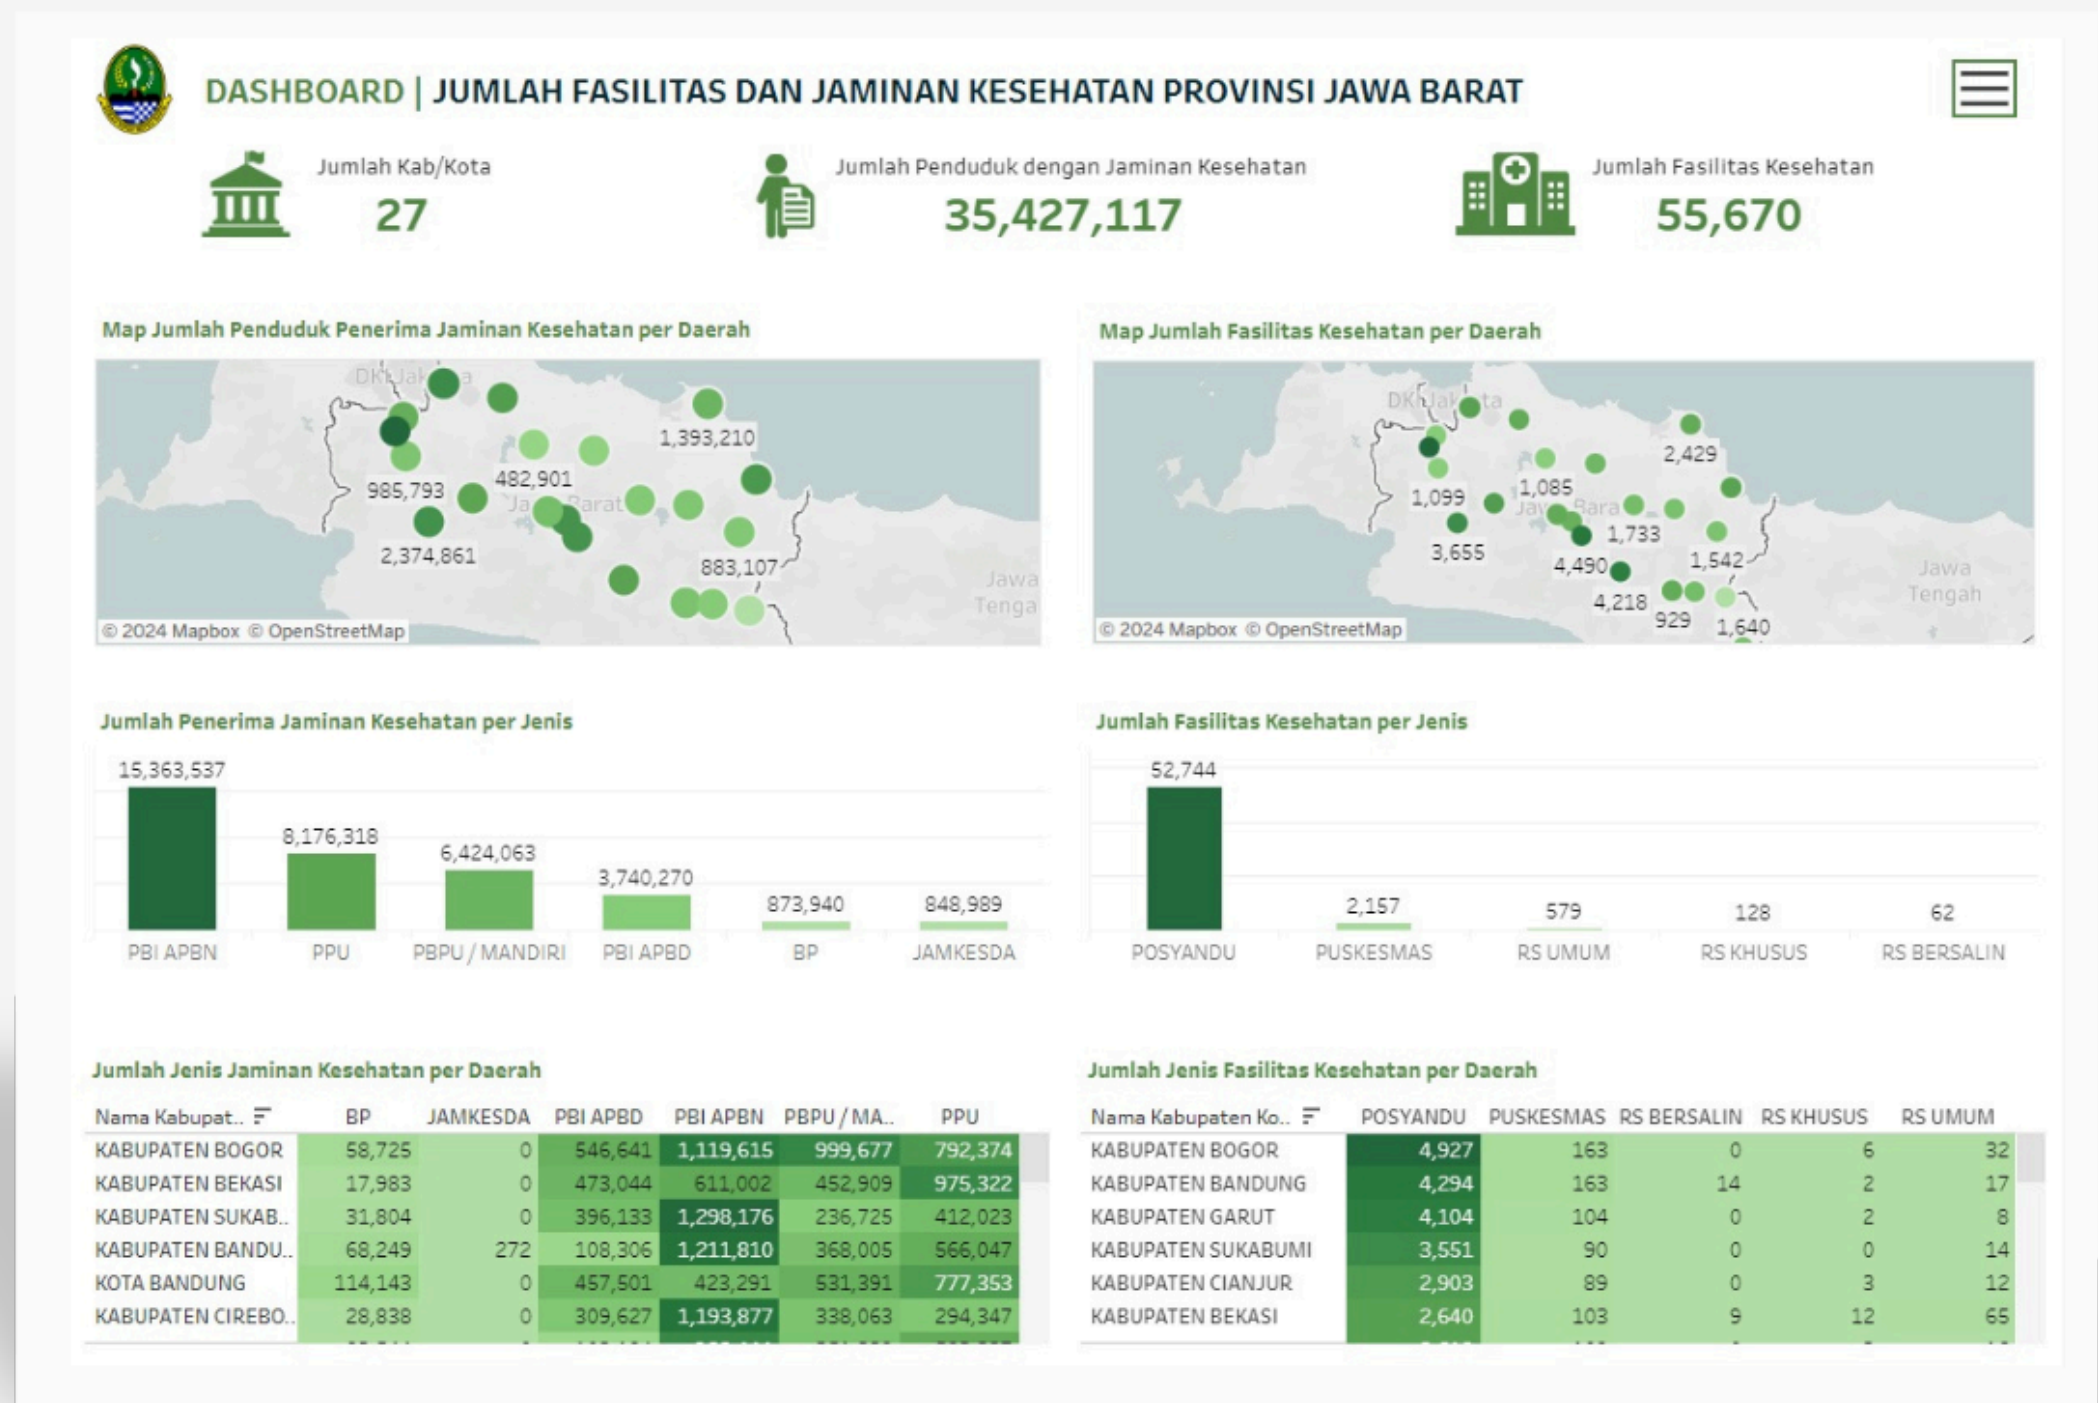 DASHBOARD | JUMLAH FASILITAS DAN JAMINAN KESEHATAN PROVINSI JAWA BARAT
Jumlah Kab/Kota
27
Jumlah Penduduk dengan Jaminan Kesehatan
35,427,117
Jumlah Fasilitas Kesehatan
55,670
Map Jumlah Penduduk Penerima Jaminan Kesehatan per Daerah
DKI Jak a
1,393,210
985,793
482,901
Ja Barat
2,374,861
883,107
Jawa
Tenga
© 2024 Mapbox © OpenStreetMap
Map Jumlah Fasilitas Kesehatan per Daerah
DKI Jak ta
2,429
1,099
1,085
Jaw Bara
1,733
3,655
4,490
1,542
Jawa
Tengah
4,218
929
1,640
© 2024 Mapbox © OpenStreetMap
Jumlah Penerima Jaminan Kesehatan per Jenis
15,363,537
8,176,318
6,424,063
3,740,270
873,940
848,989
PBI APBN PPU PBPU / MANDIRI PBI APBD BP JAMKESDA
Jumlah Fasilitas Kesehatan per Jenis
52,744
2,157
579
128
62
POSYANDU PUSKESMAS RS UMUM RS KHUSUS RS BERSALIN
Jumlah Jenis Jaminan Kesehatan per Daerah
Nama Kabupat.. BP JAMKESDA PBI APBD PBI APBN PBPU / MA.. PPU
KABUPATEN BOGOR 58,725 0 546,641 1,119,615 999,677 792,374
KABUPATEN BEKASI 17,983 0 473,044 611,002 452,909 975,322
KABUPATEN SUKAB.. 31,804 0 396,133 1,298,176 236,725 412,023
KABUPATEN BANDU.. 68,249 272 108,306 1,211,810 368,005 566,047
KOTA BANDUNG 114,143 0 457,501 423,291 531,391 777,353
KABUPATEN CIREBO.. 28,838 0 309,627 1,193,877 338,063 294,347
Jumlah Jenis Fasilitas Kesehatan per Daerah
Nama Kabupaten Ko.. POSYANDU PUSKESMAS RS BERSALIN RS KHUSUS RS UMUM
KABUPATEN BOGOR 4,927 163 0 6 32
KABUPATEN BANDUNG 4,294 163 14 2 17
KABUPATEN GARUT 4,104 104 0 2 8
KABUPATEN SUKABUMI 3,551 90 0 0 14
KABUPATEN CIANJUR 2,903 89 0 3 12
KABUPATEN BEKASI 2,640 103 9 12 65